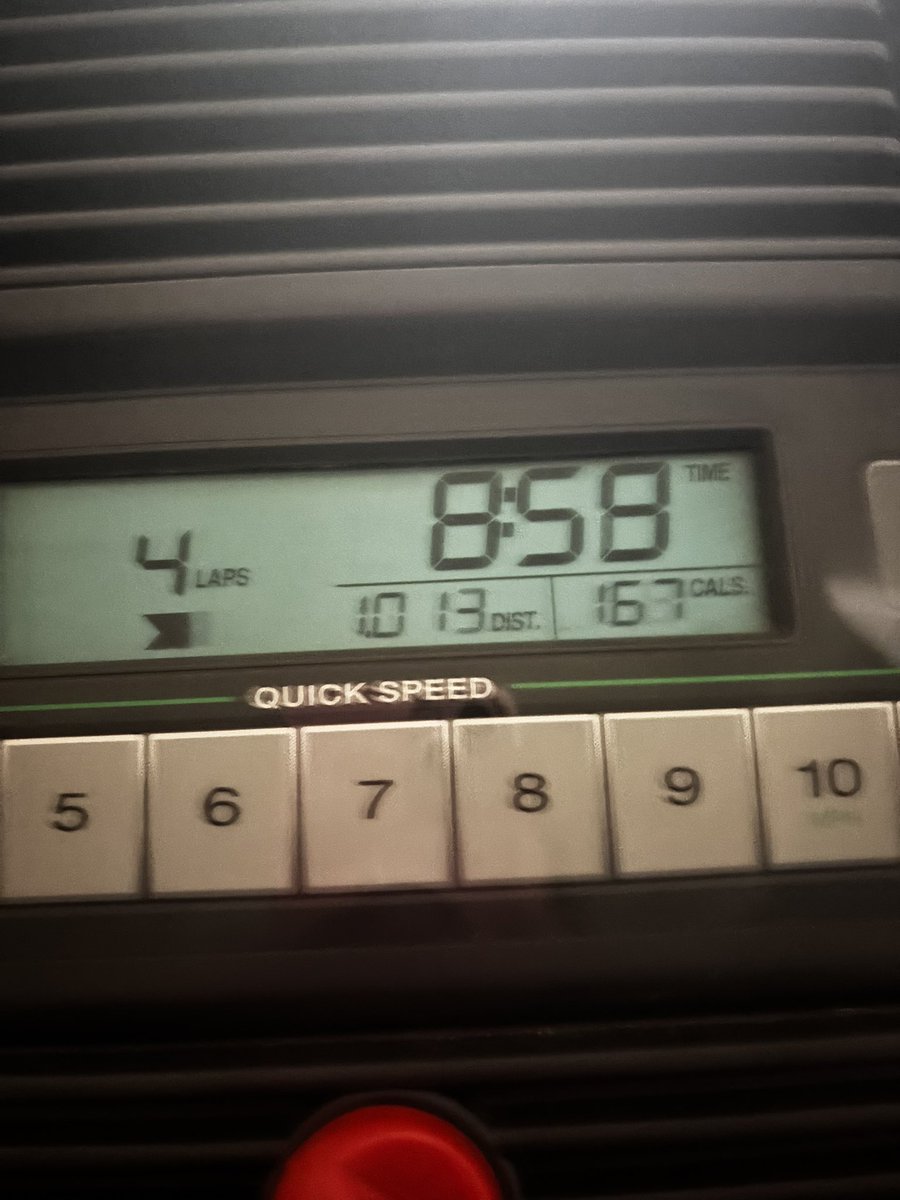 8:58 TIME
4 LAPS
1.013 DIST. 167 CALS.
QUICK SPEED
5 6 7 8 9 10